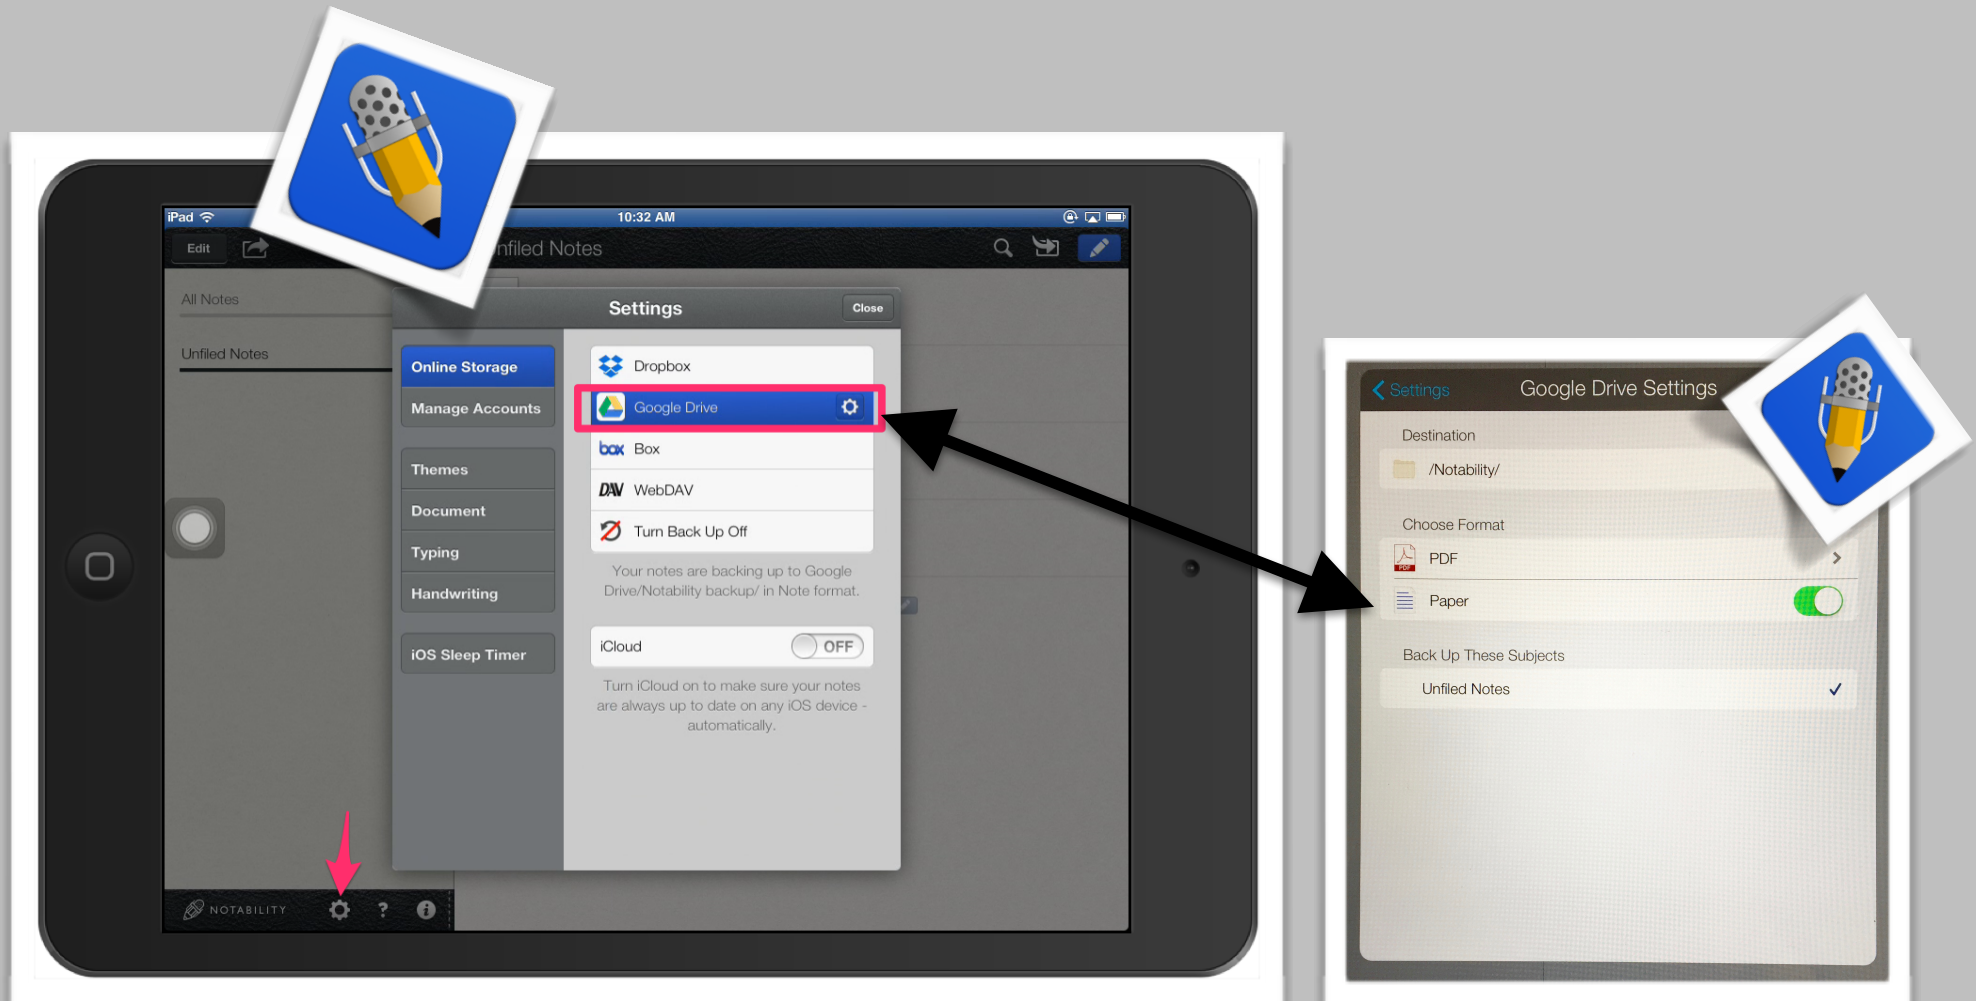 iPad
10:32 AM
Edit
nfiled Notes
All Notes
Unfiled Notes
Settings
Close
Online Storage
Manage Accounts
Themes
Document
Typing
Handwriting
iOS Sleep Timer
Dropbox
Google Drive
box Box
DAV WebDAV
Turn Back Up Off
Your notes are backing up to Google
Drive/Notability backup/ in Note format.
iCloud OFF
Turn iCloud on to make sure your notes
are always up to date on any iOS device -
automatically.
NOTABILITY ?
Settings Google Drive Settings
Destination
/Notability/
Choose Format
PDF PDF
Paper
Back Up These Subjects
Unfiled Notes